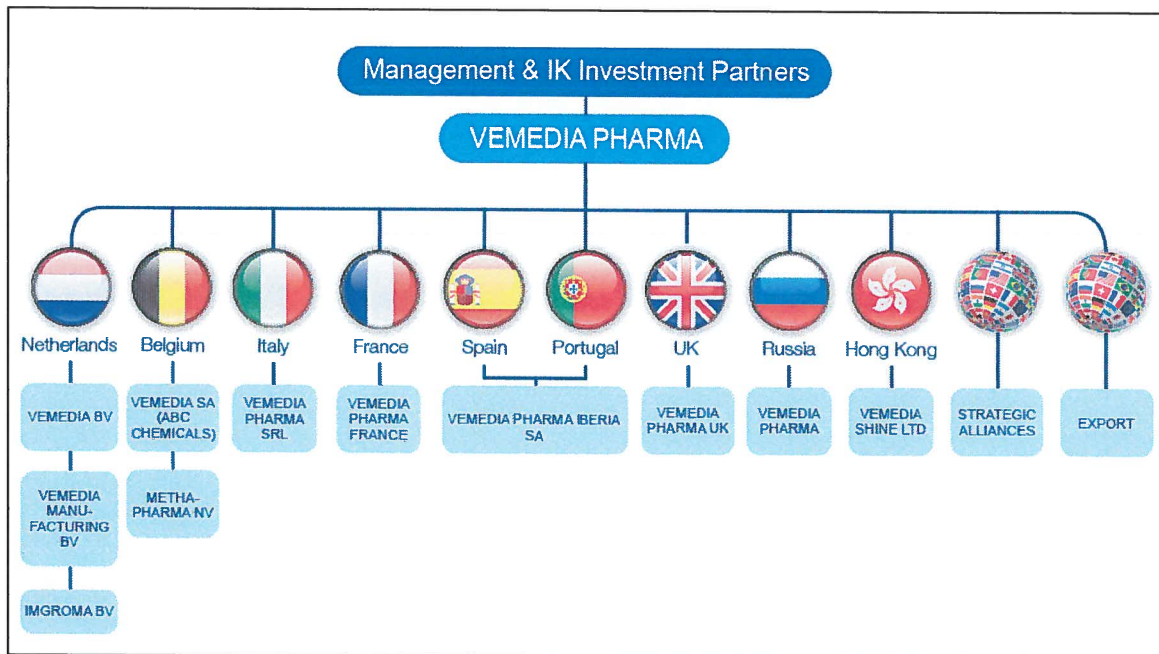 Management & IK Investment Partners
VEMEDIA PHARMA
Netherlands
Belgium
Italy
France
Spain
Portugal
UK
Russia
Hong Kong
VEMEDIA BV
VEMEDIA SA
(ABC
CHEMICALS)
VEMEDIA
PHARMA
SRL
VEMEDIA
PHARMA
FRANCE
VEMEDIA PHARMA IBERIA
SA
VEMEDIA
PHARMA UK
VEMEDIA
PHARMA
VEMEDIA
SHINE LTD
STRATEGIC
ALLIANCES
EXPORT
VEMEDIA
MANU-
FACTURING
BV
METHA-
PHARMA NV
IMGROMA BV